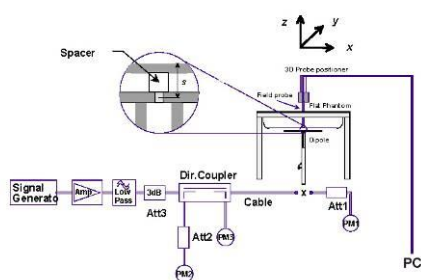 z
y
x
Spacer
s
3D Probe positioner
Field probe
Flat Phantom
Dipole
Signal
Generato
Amp
Low
Pass
3dB
Att3
Dir.Coupler
Cable
x
Att1
PM1
Att2
PM3
PM2
PC